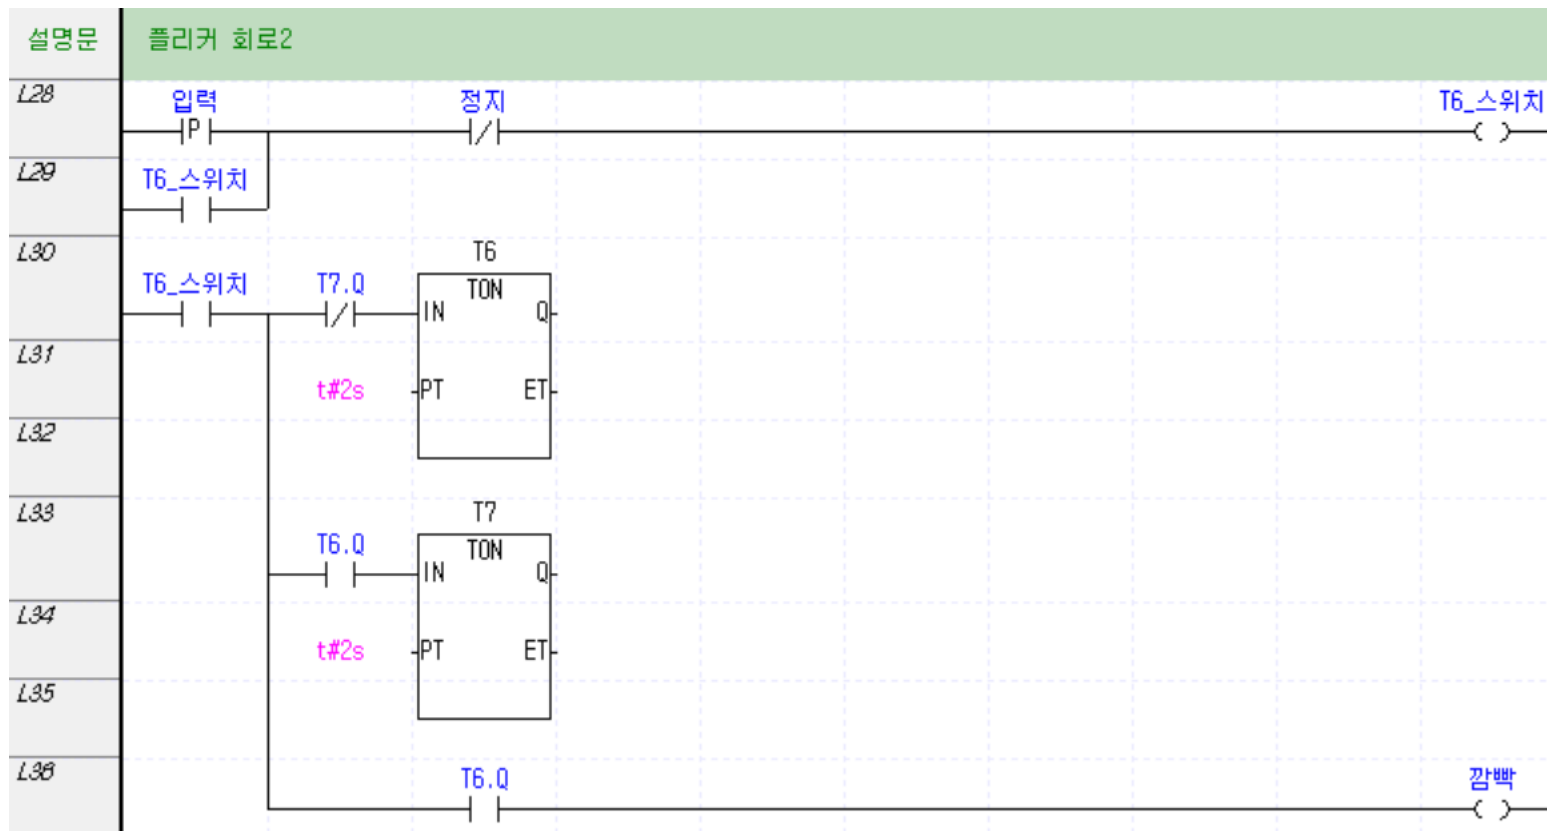 설명문 플리커 회로2
L28 입력 정지 T6_스위치
P
L29 T6_스위치
L30 T6
T6_스위치 T7.Q TON
IN Q
L31
t#2s PT ET
L32
L33 T7
T6.Q TON
IN Q
L34
t#2s PT ET
L35
L36 T6.Q 깜빡